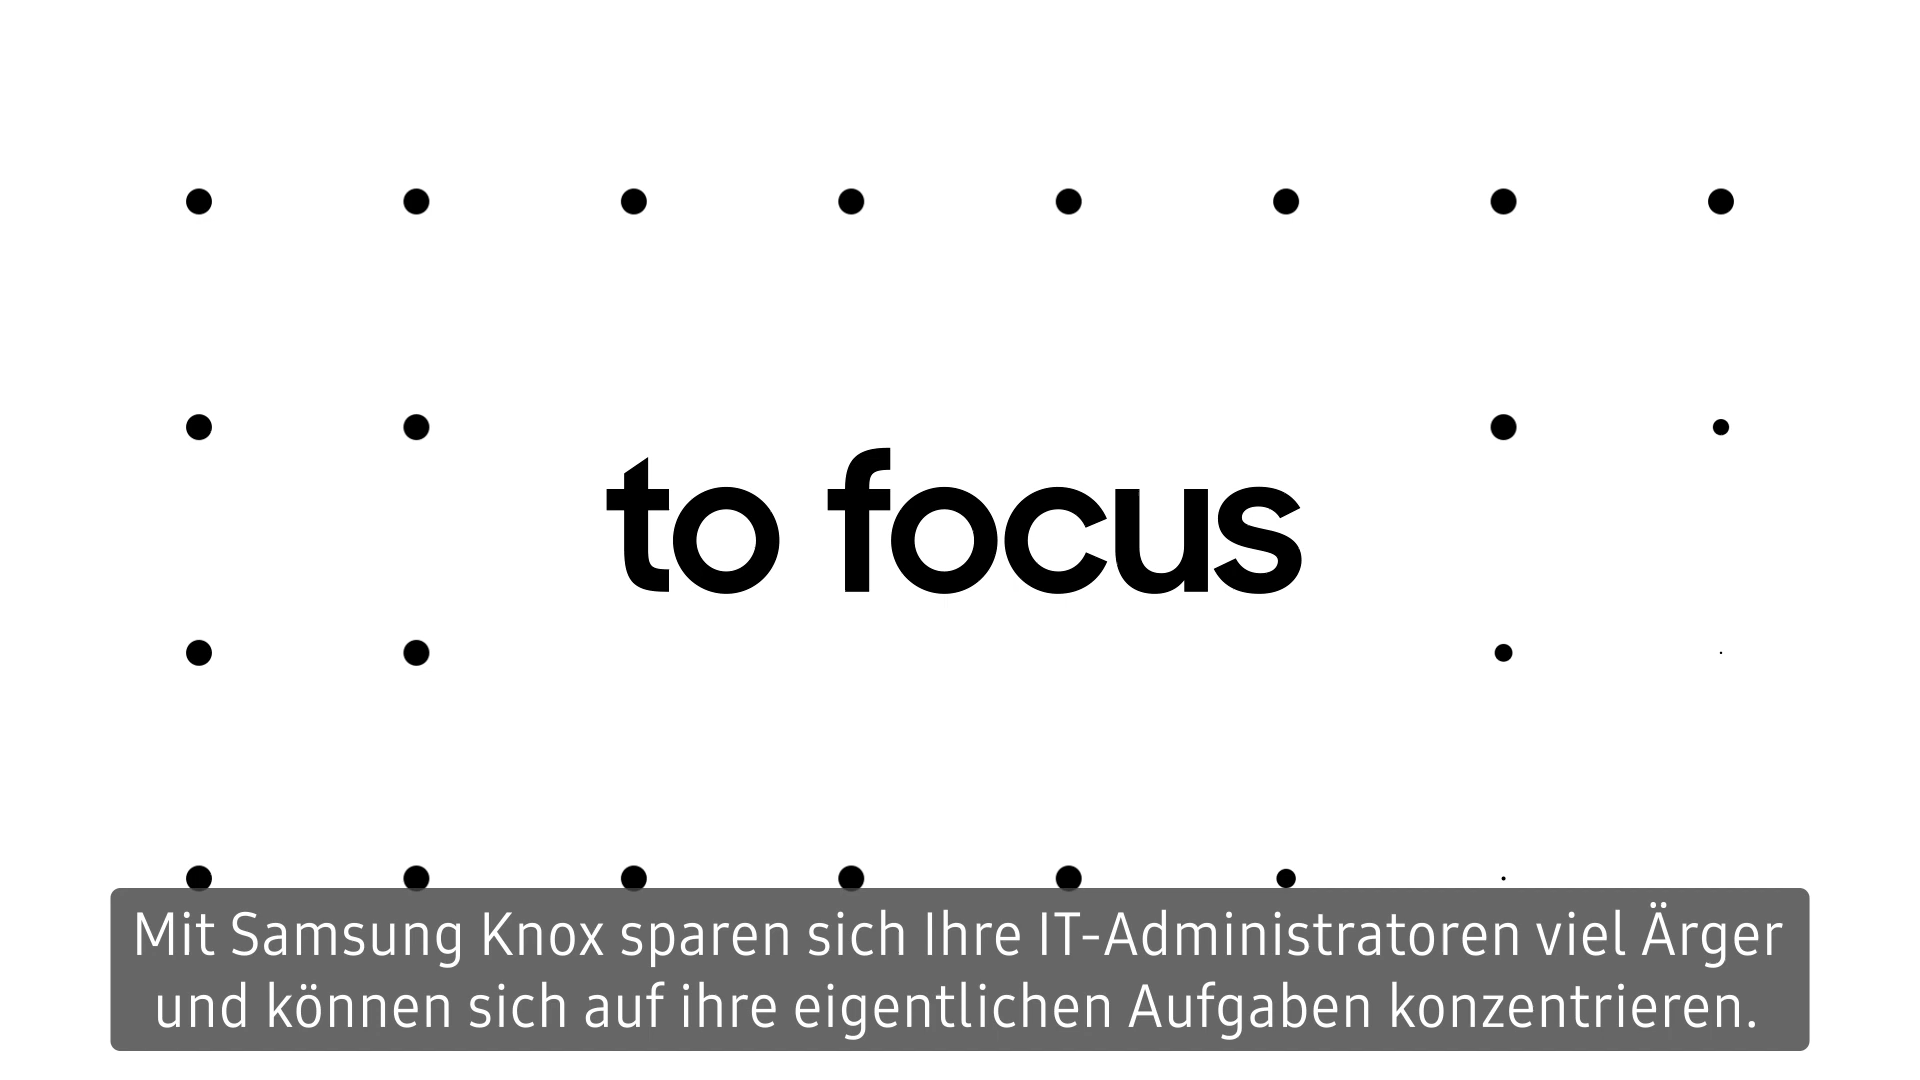 to focus
Mit Samsung Knox sparen sich Ihre IT-Administratoren viel Ärger
und können sich auf ihre eigentlichen Aufgaben konzentrieren.